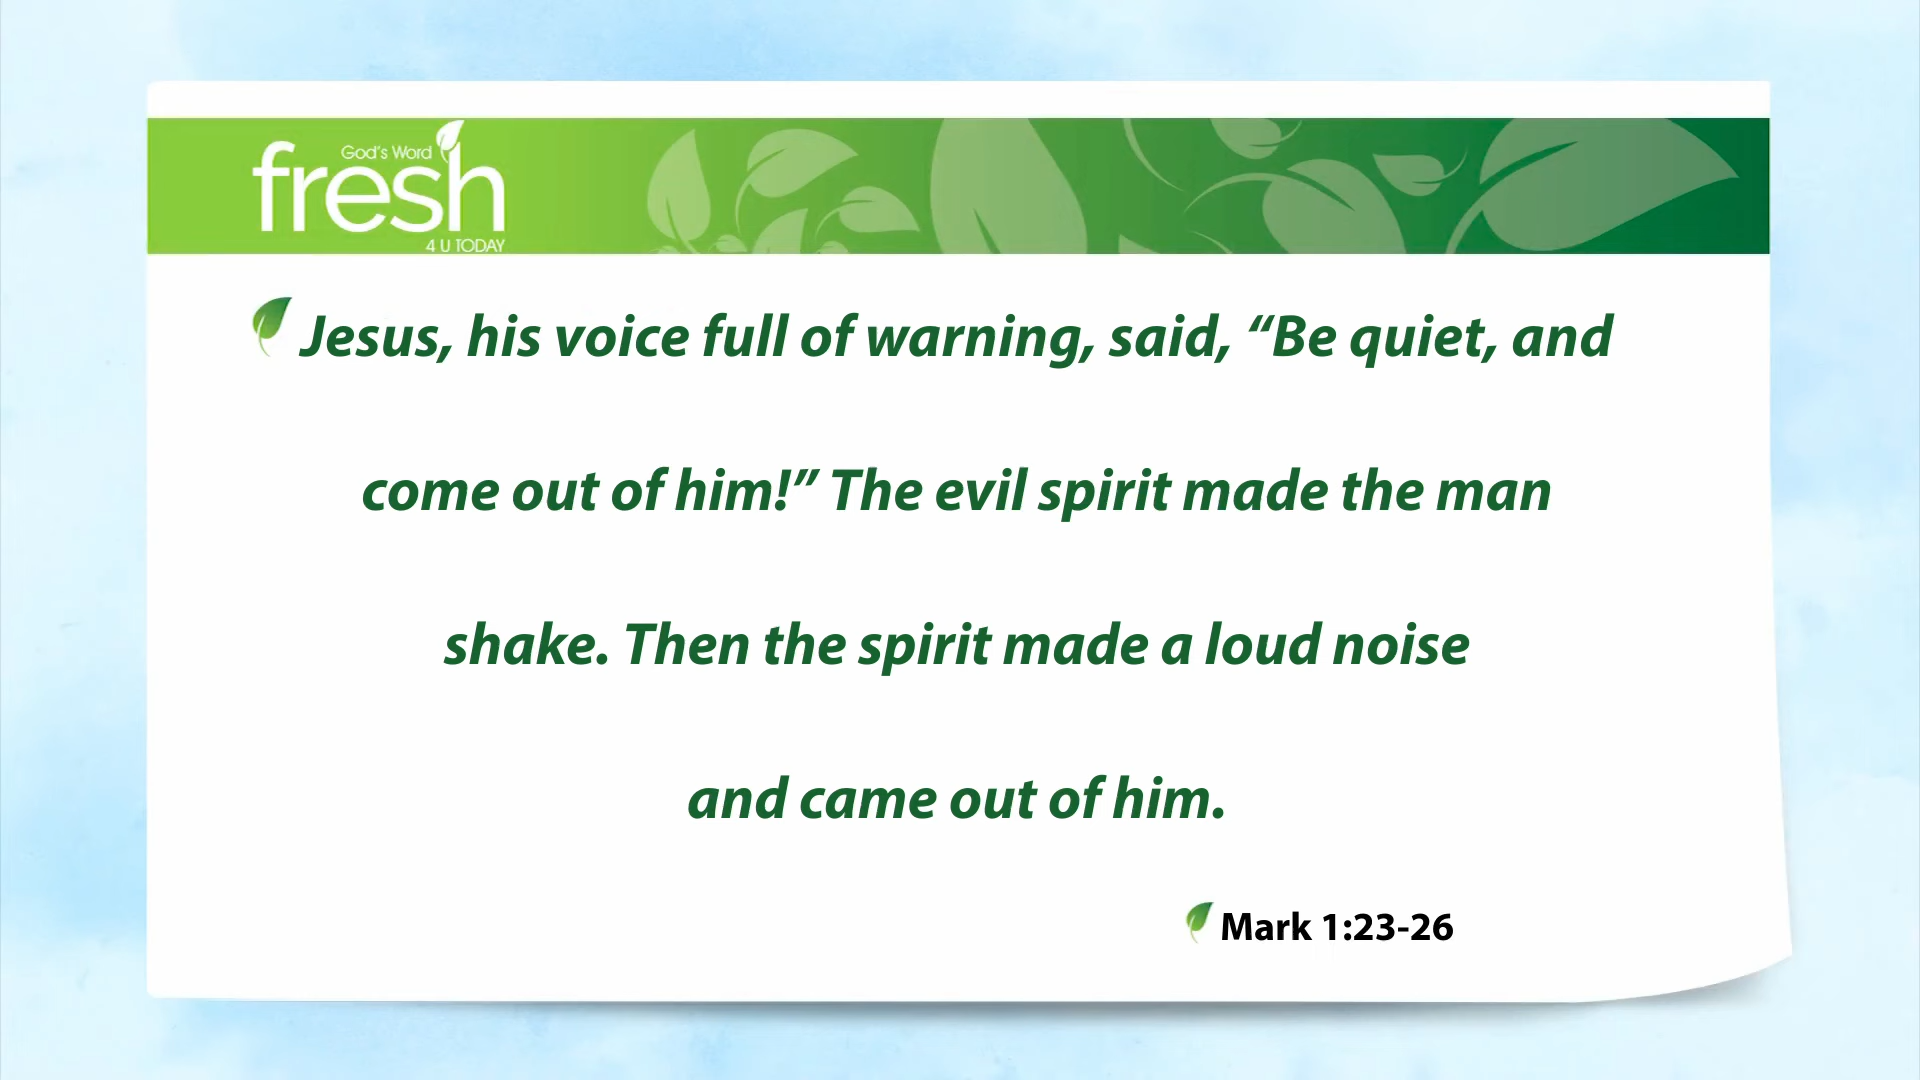 God's Word
fresh
4 U TODAY
Jesus, his voice full of warning, said, “Be quiet, and
come out of him!” The evil spirit made the man
shake. Then the spirit made a loud noise
and came out of him.
Mark 1:23-26